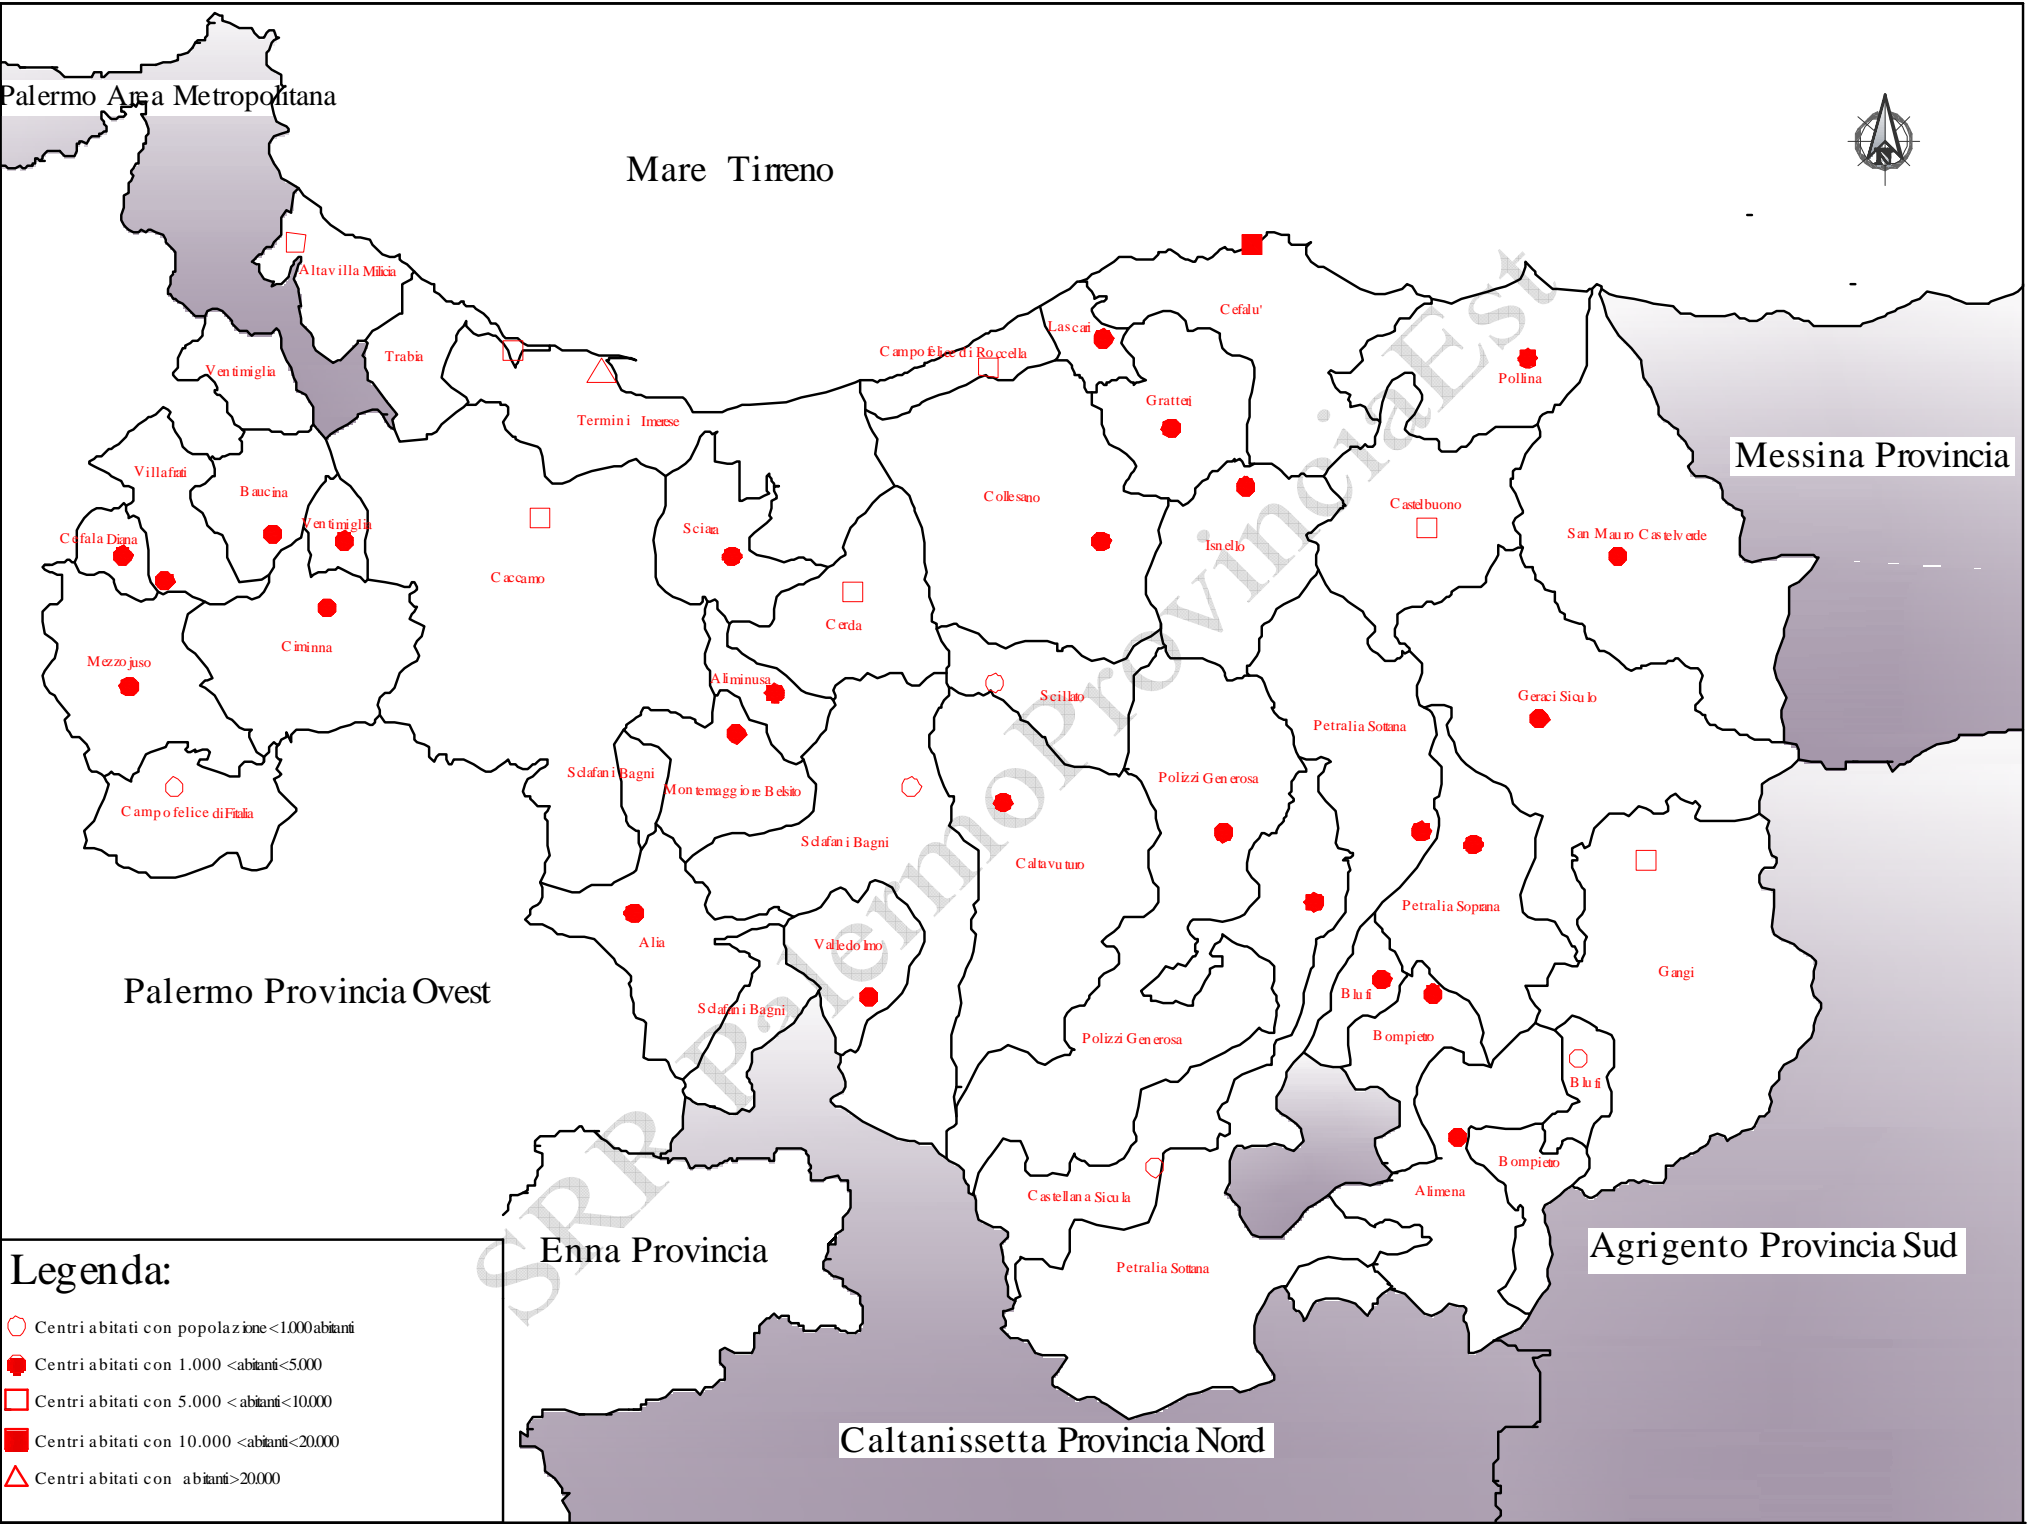 Palermo Area Metropolitana
Mare Tirreno
N
Altavilla Milicia
Cefalu'
Lascari
Trabia
Campofelice di Roccella
Ventimiglia
Pollina
Gratteri
Termini Imerese
Messina Provincia
Villafrati
Baucina
Collesano
Castelbuono
Ventimiglia
Sciara
Cefala Diana
San Mauro Castelverde
Isnello
Caccamo
Cerda
Ciminna
Mezzojuso
Aliminusa
Scillato
Geraci Siculo
Petralia Sottana
Sclafani Bagni
Polizzi Generosa
Montemaggiore Belsito
Campofelice di Fitalia
Sclafani Bagni
Caltavuturo
Petralia Soprana
Alia
Valledolmo
Gangi
Palermo Provincia Ovest
Blufi
Sclafani Bagni
Bompietro
Polizzi Generosa
Blufi
Bompietro
Castellana Sicula
Alimena
Enna Provincia
Agrigento Provincia Sud
Petralia Sottana
Caltanissetta Provincia Nord
SRR PalermoProvinciaEst
Legenda:
Centri abitati con popolazione <1.000 abitanti
Centri abitati con 1.000 <abitanti<5.000
Centri abitati con 5.000 <abitanti<10.000
Centri abitati con 10.000 <abitanti<20.000
Centri abitati con abitanti>20.000